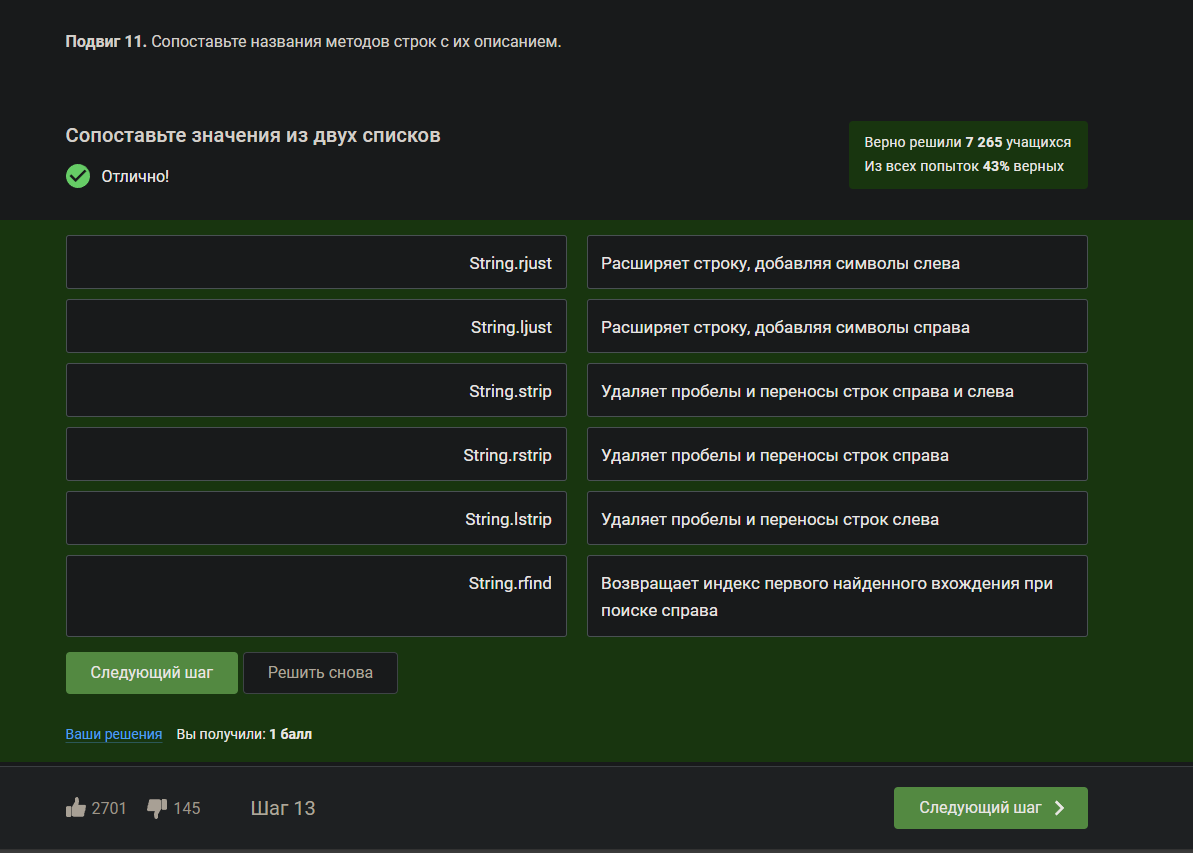 Подвиг 11. Сопоставьте названия методов строк с их описанием.
Сопоставьте значения из двух списков
Отлично!
Верно решили 7 265 учащихся
Из всех попыток 43% верных
String.rjust
Расширяет строку, добавляя символы слева
String.ljust
Расширяет строку, добавляя символы справа
String.strip
Удаляет пробелы и переносы строк справа и слева
String.rstrip
Удаляет пробелы и переносы строк справа
String.lstrip
Удаляет пробелы и переносы строк слева
String.rfind
Возвращает индекс первого найденного вхождения при
поиске справа
Следующий шаг
Решить снова
Ваши решения Вы получили: 1 балл
2701
145
Шаг 13
Следующий шаг